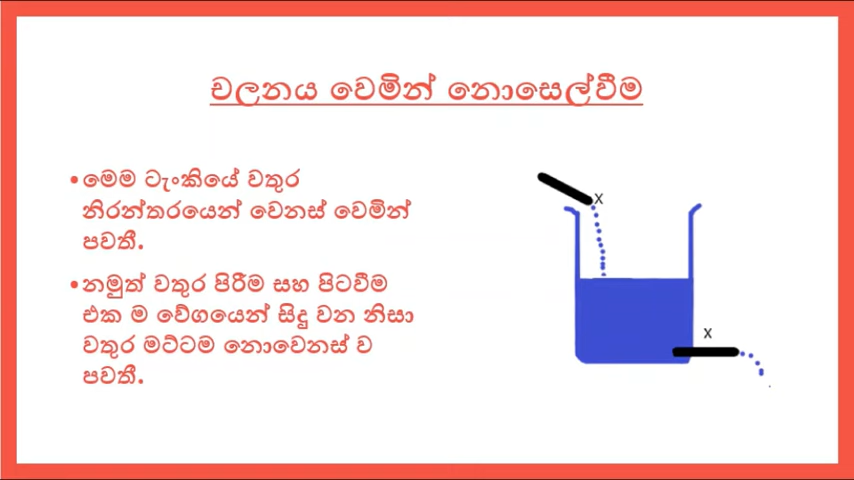 චලනය වෙමින් නොසෙල්වීම
• මෙම ටැංකියේ වතුර
නිරන්තරයෙන් වෙනස් වෙමින්
පවතී.
• නමුත් වතුර පිරීම සහ පිටවීම
එක ම වේගයෙන් සිදු වන නිසා
වතුර මට්ටම නොවෙනස් ව
පවතී.
x
x